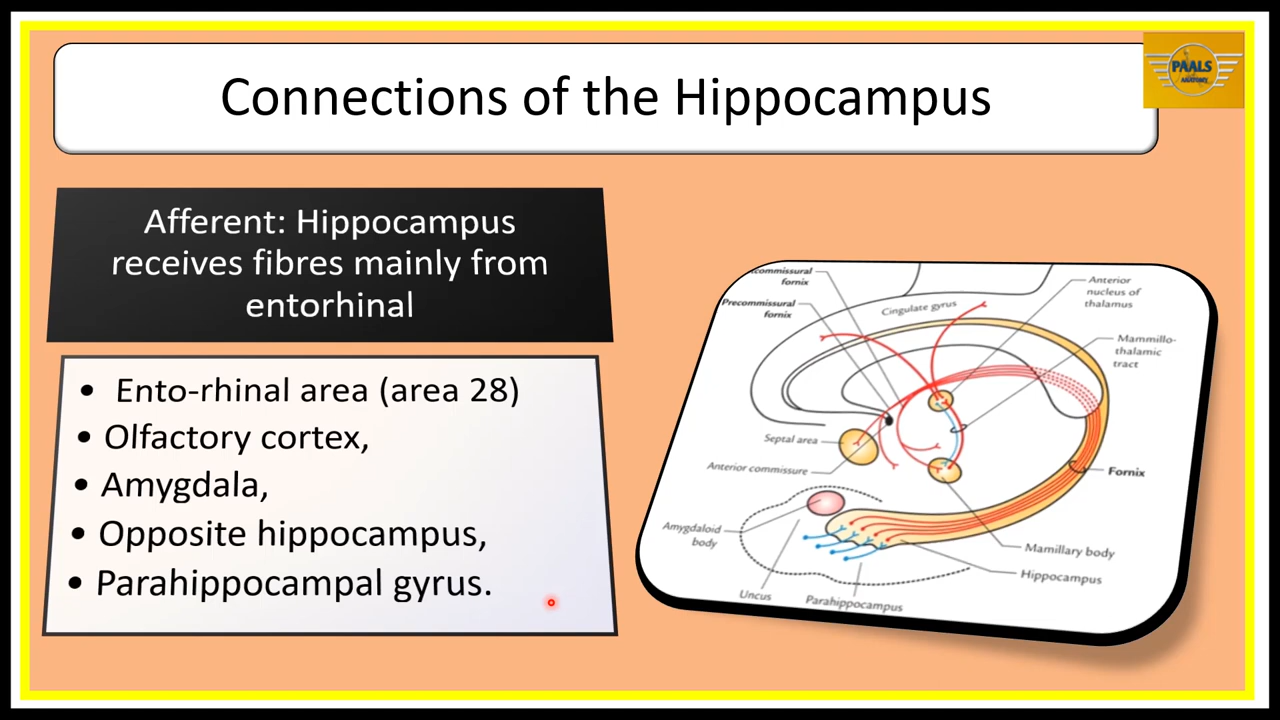 Connections of the Hippocampus
PAALS
ANATOMY
Afferent: Hippocampus
receives fibres mainly from
entorhinal
• Ento-rhinal area (area 28)
• Olfactory cortex,
• Amygdala,
• Opposite hippocampus,
• Parahippocampal gyrus.
commissural
fornix
Precommissural
fornix
Cingulate gyrus
Anterior
nucleus of
thalamus
Mammillo-
thalamic
tract
Septal area
Anterior commissure
Fornix
Amygdaloid
body
Mamillary body
Hippocampus
Uncus
Parahippocampus